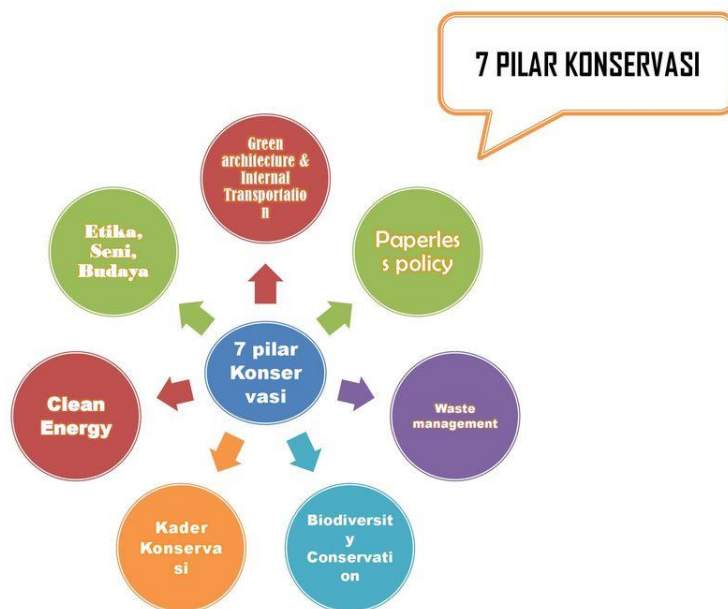 7 PILAR KONSERVASI
Green
architecture &
Internal
Transportatio
n
Paperles
s policy
Waste
management
Biodiversit
y
Conservati
on
Kader
Konserva
si
Clean
Energy
Etika,
Seni,
Budaya
7 pilar
Konser
vasi